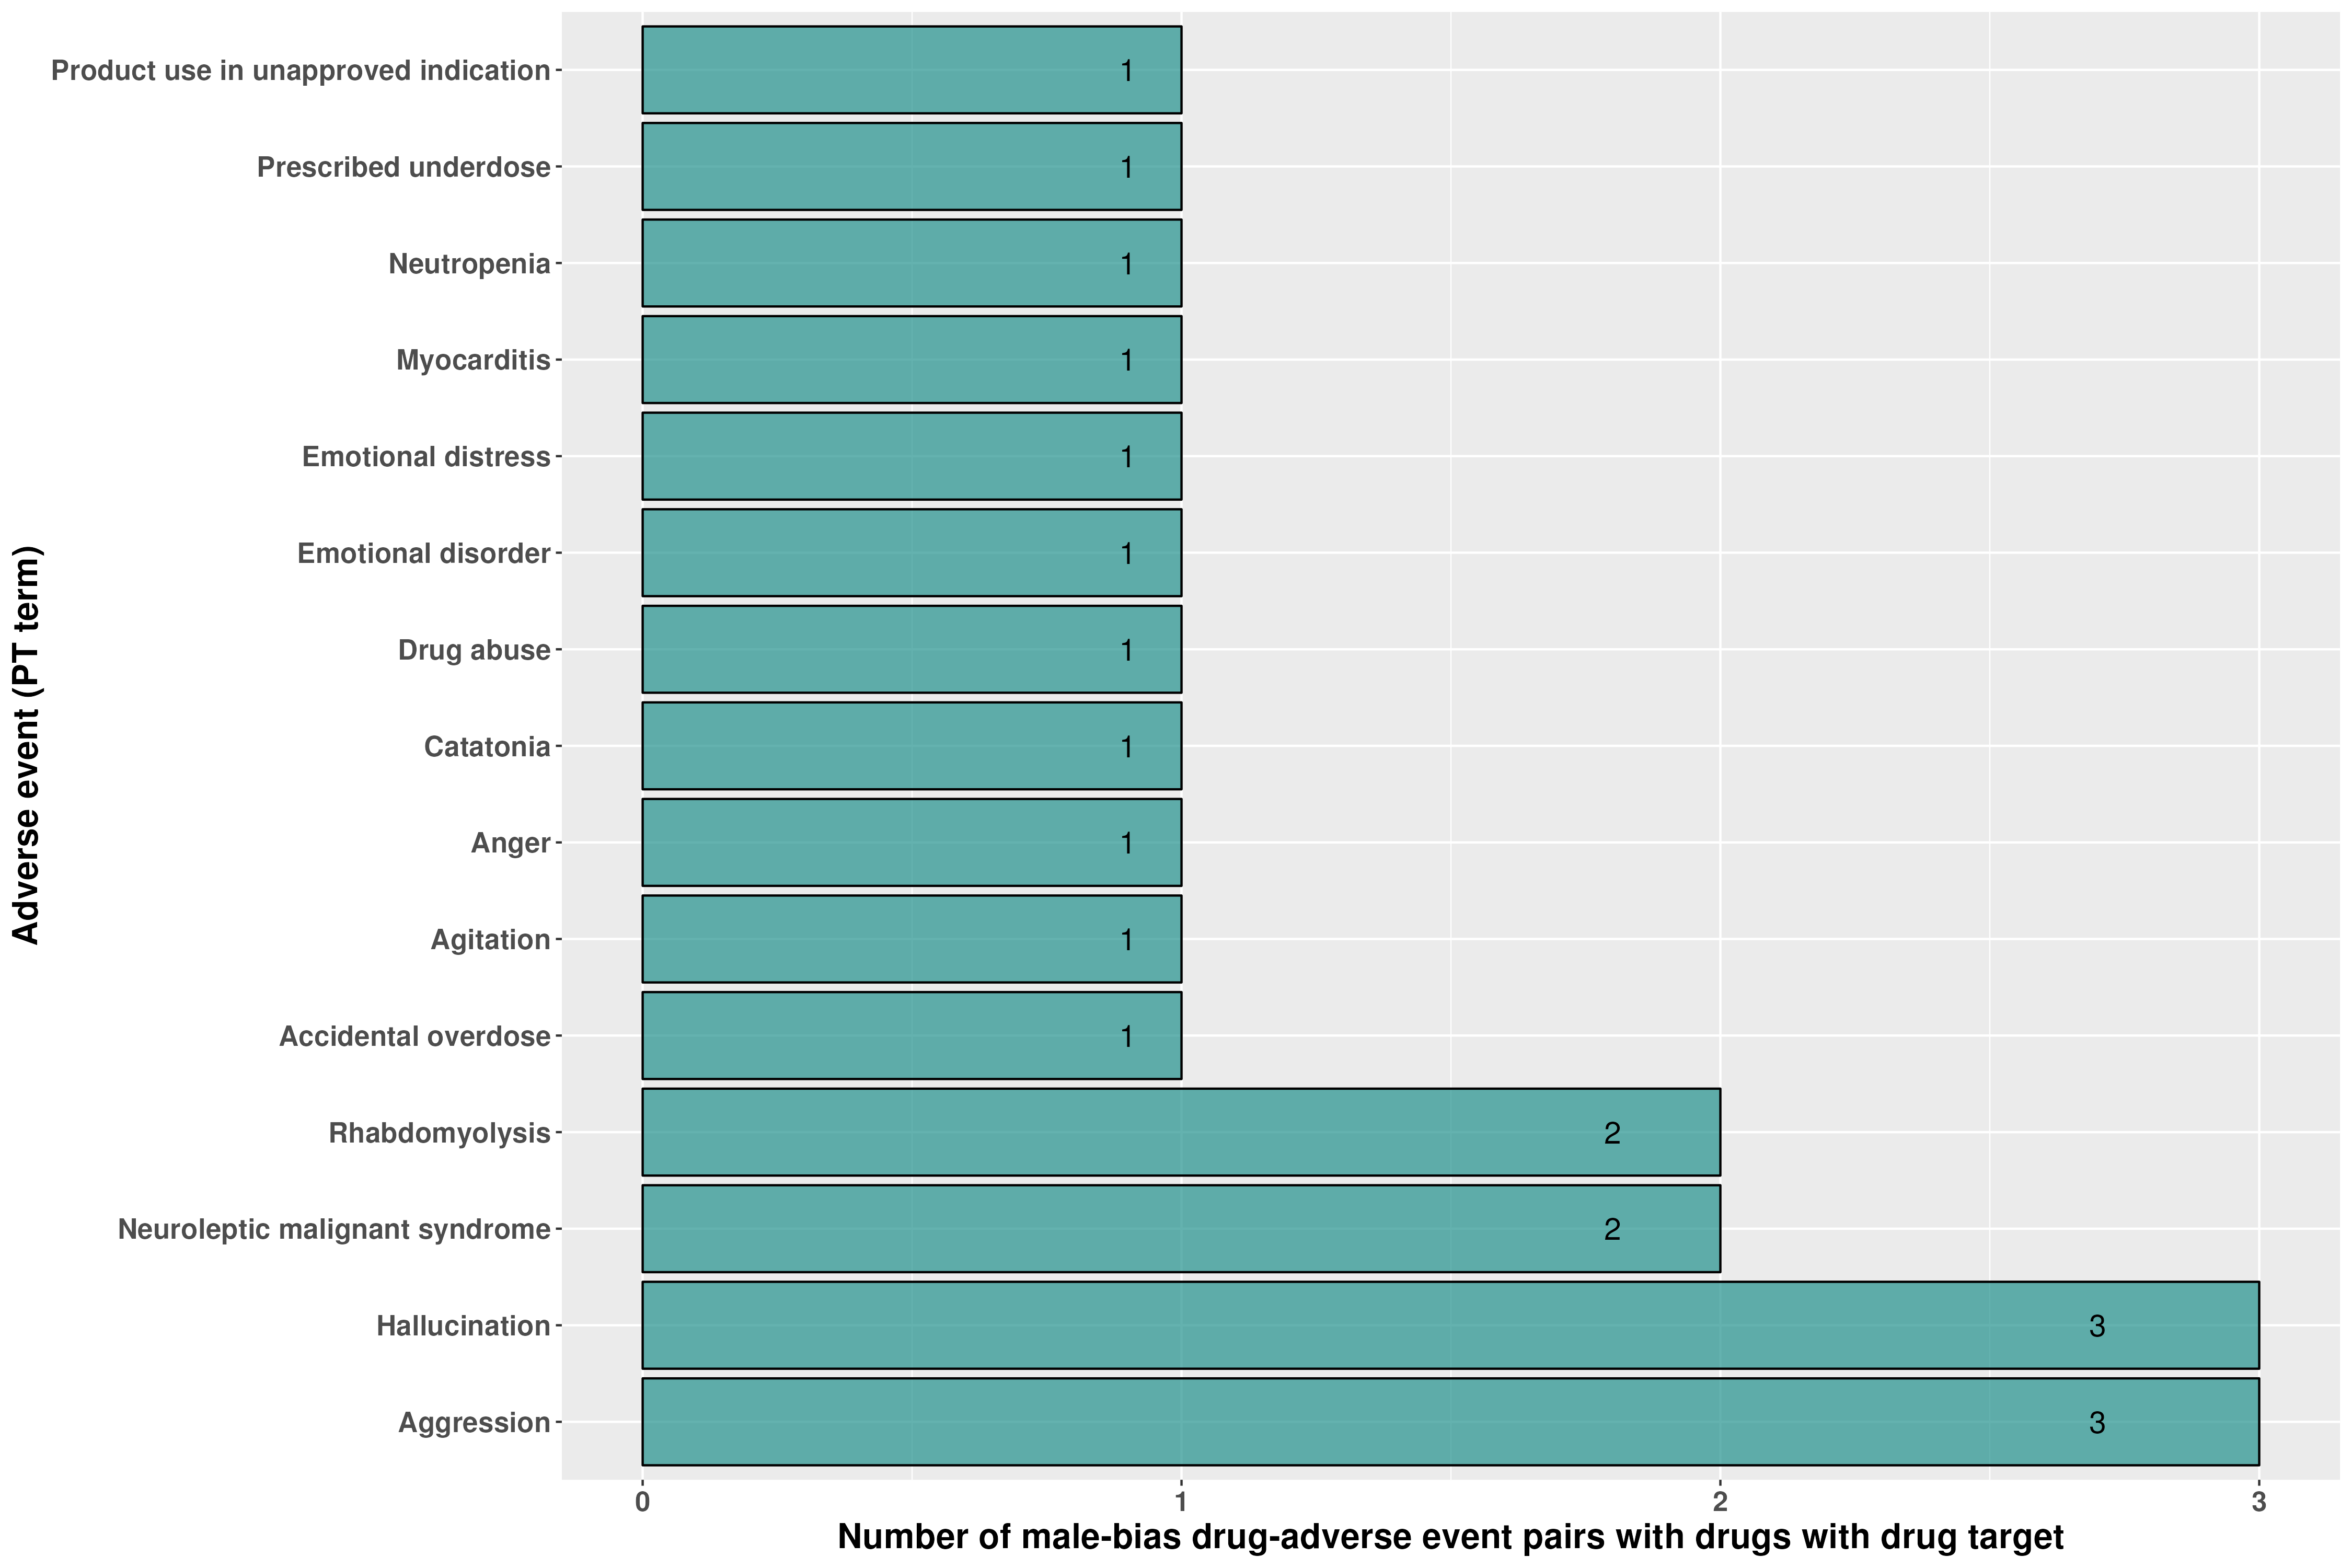 Product use in unapproved indication
1
Prescribed underdose
1
Neutropenia
1
Myocarditis
1
Emotional distress
1
Emotional disorder
1
Drug abuse
1
Catatonia
1
Anger
1
Agitation
1
Accidental overdose
1
Rhabdomyolysis
2
Neuroleptic malignant syndrome
2
Hallucination
3
Aggression
3
Adverse event (PT term)
0 1 2 3
Number of male-bias drug-adverse event pairs with drugs with drug target